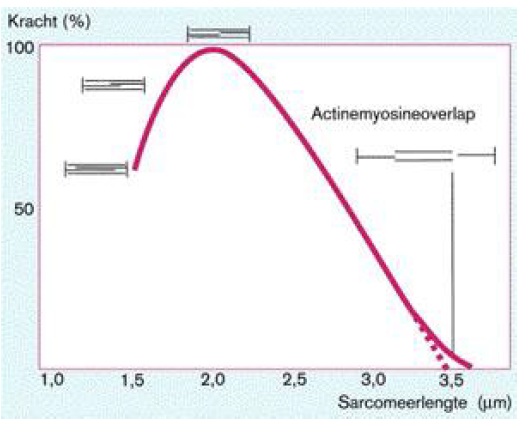 Kracht (%)
100
Actinemyosineoverlap
50
1,0 1,5 2,0 2,5 3,0 3,5
Sarcomeerlengte (μm)